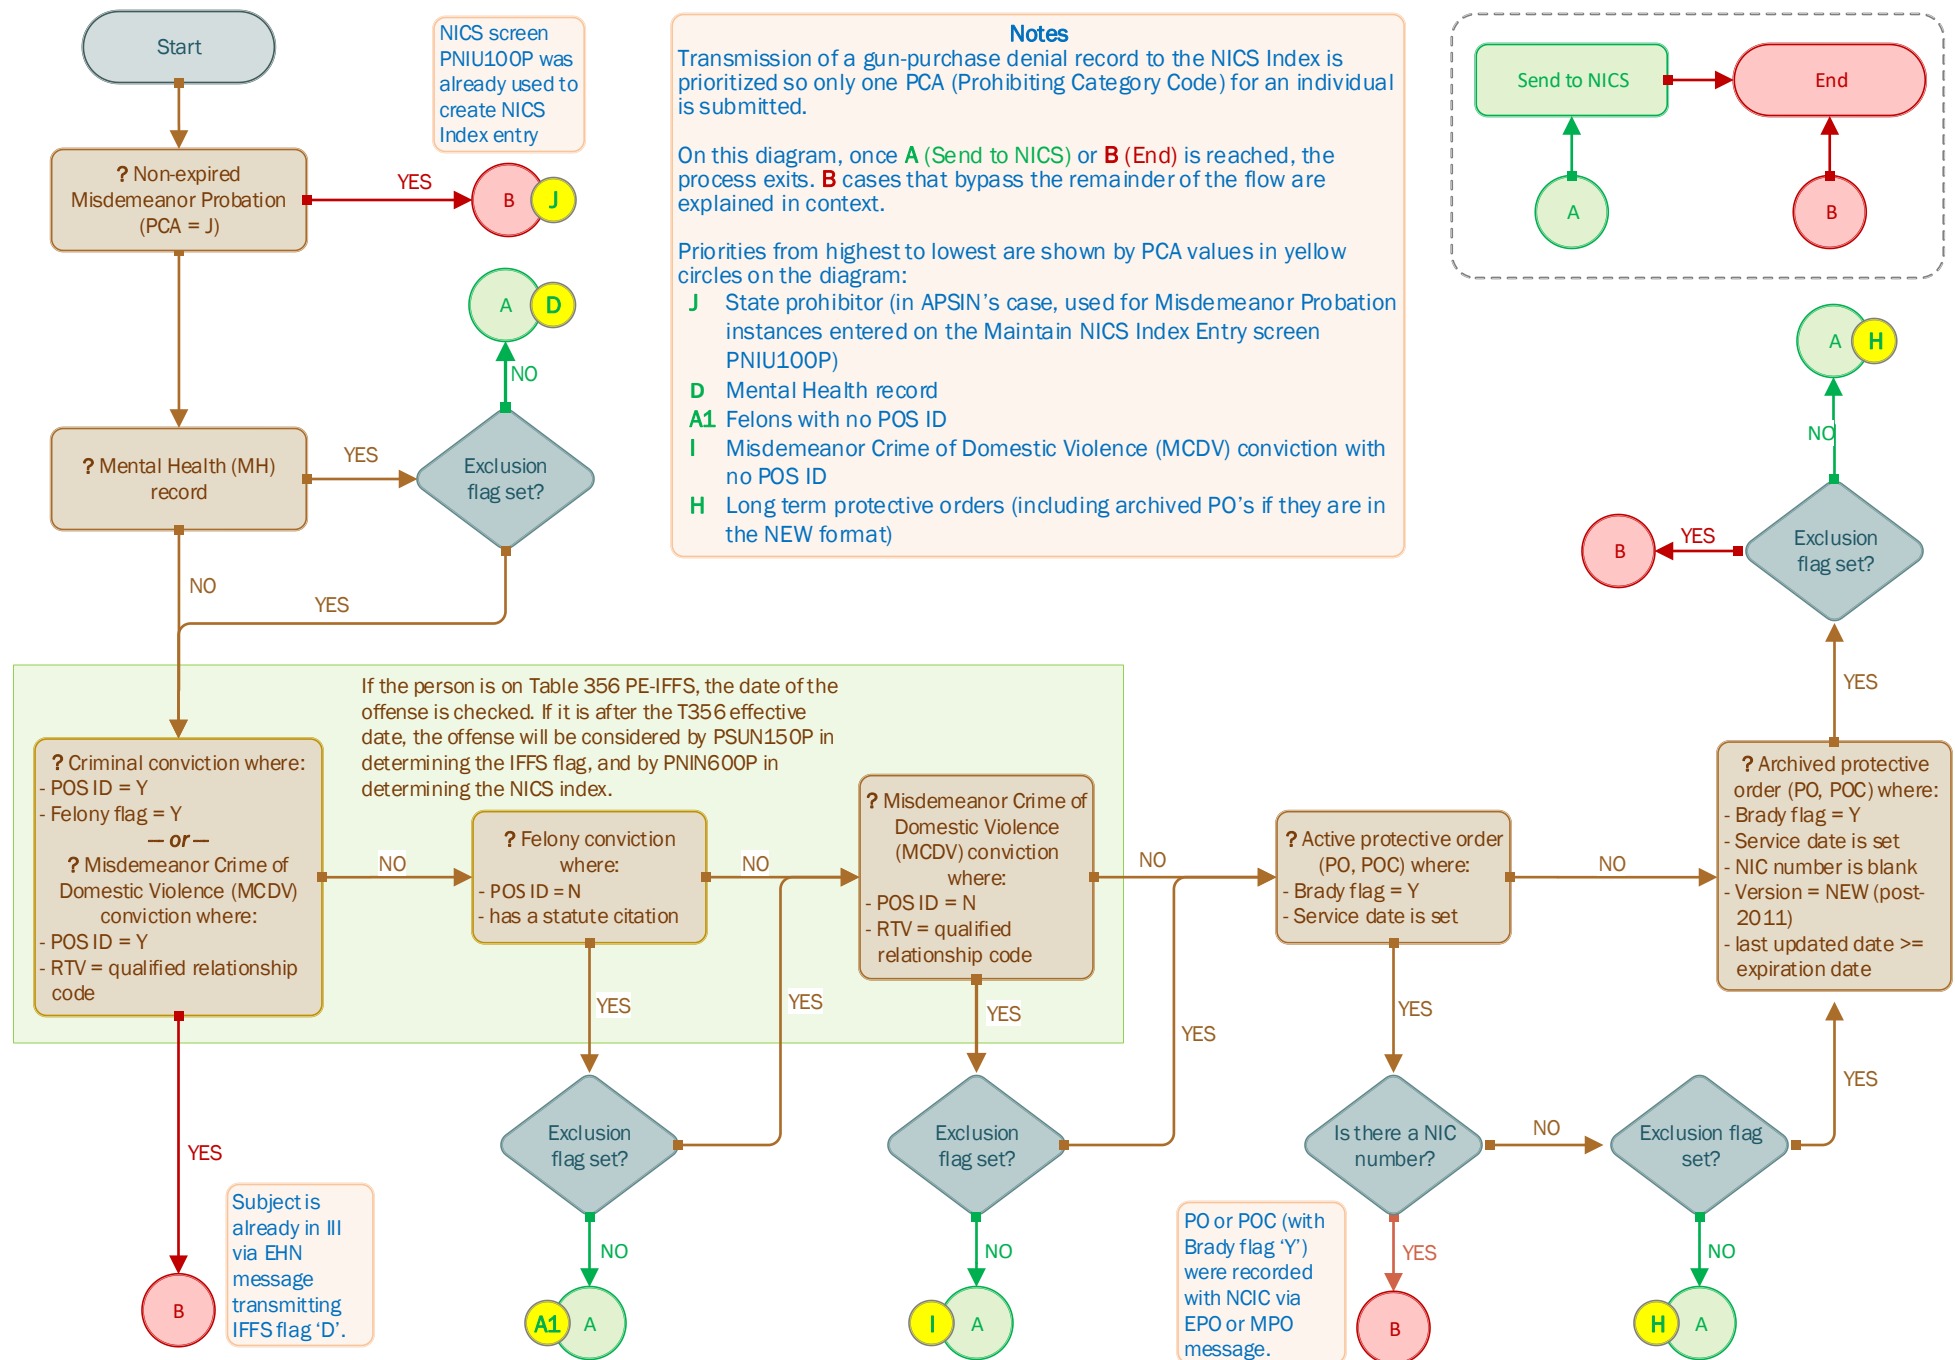 Start
NICS screen
PNIU100P was
already used to
create NICS
Index entry
? Non-expired
Misdemeanor Probation
(PCA = J)
YES
B
J
A
D
NO
? Mental Health (MH)
record
YES
Exclusion
flag set?
NO
YES
Notes
Transmission of a gun-purchase denial record to the NICS Index is
prioritized so only one PCA (Prohibiting Category Code) for an individual
is submitted.
On this diagram, once A (Send to NICS) or B (End) is reached, the
process exits. B cases that bypass the remainder of the flow are
explained in context.
Priorities from highest to lowest are shown by PCA values in yellow
circles on the diagram:
J State prohibitor (in APSIN's case, used for Misdemeanor Probation
instances entered on the Maintain NICS Index Entry screen
PNIU100P)
D Mental Health record
A1 Felons with no POS ID
I Misdemeanor Crime of Domestic Violence (MCDV) conviction with
no POS ID
H Long term protective orders (including archived PO's if they are in
the NEW format)
Send to NICS
End
A
B
A
H
NO
B
YES
Exclusion
flag set?
YES
If the person is on Table 356 PE-IFFS, the date of the
offense is checked. If it is after the T356 effective
date, the offense will be considered by PSUN150P in
determining the IFFS flag, and by PNIN600P in
determining the NICS index.
? Criminal conviction where:
- POS ID = Y
- Felony flag = Y
— or —
? Misdemeanor Crime of
Domestic Violence (MCDV)
conviction where:
- POS ID = Y
- RTV = qualified relationship
code
NO
? Felony conviction
where:
- POS ID = N
- has a statute citation
NO
? Misdemeanor Crime of
Domestic Violence
(MCDV) conviction
where:
- POS ID = N
- RTV = qualified
relationship code
NO
? Active protective order
(PO, POC) where:
- Brady flag = Y
- Service date is set
NO
? Archived protective
order (PO, POC) where:
- Brady flag = Y
- Service date is set
- NIC number is blank
- Version = NEW (post-
2011)
- last updated date >=
expiration date
YES
YES
YES
YES
YES
YES
YES
Exclusion
flag set?
Exclusion
flag set?
Is there a NIC
number?
NO
Exclusion flag
set?
Subject is
already in III
via EHN
message
transmitting
IFFS flag 'D'.
B
NO
A1
A
NO
I
A
PO or POC (with
Brady flag 'Y')
were recorded
with NCIC via
EPO or MPO
message.
YES
B
NO
H
A